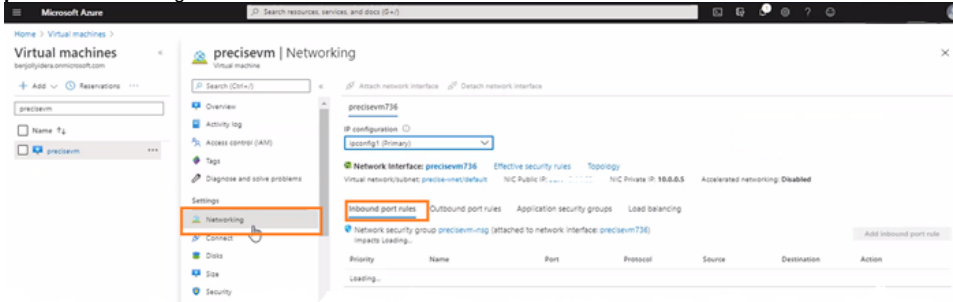 Microsoft Azure
Search resources, services, and docs (G+/)
Home > Virtual machines >
Virtual machines
benjollyidera.onmicrosoft.com
+ Add
Reservations
precisevm
Name ↑↓
precisevm
precisevm | Networking
Virtual machine
Search (Ctrl+/)
Overview
Activity log
Access control (IAM)
Tags
Diagnose and solve problems
Settings
Networking
Connect
Disks
Size
Security
Attach network interface Detach network interface
precisevm736
IP configuration
ipconfig1 (Primary)
Network Interface: precisevm736 Effective security rules Topology
Virtual network/subnet: precise-vnet/default NIC Public IP: NIC Private IP: 10.0.0.5 Accelerated networking: Disabled
Inbound port rules Outbound port rules Application security groups Load balancing
Network security group precisevm-nsg (attached to network interface: precisevm736)
Impacts Loading...
Add inbound port rule
Priority Name Port Protocol Source Destination Action
Loading...